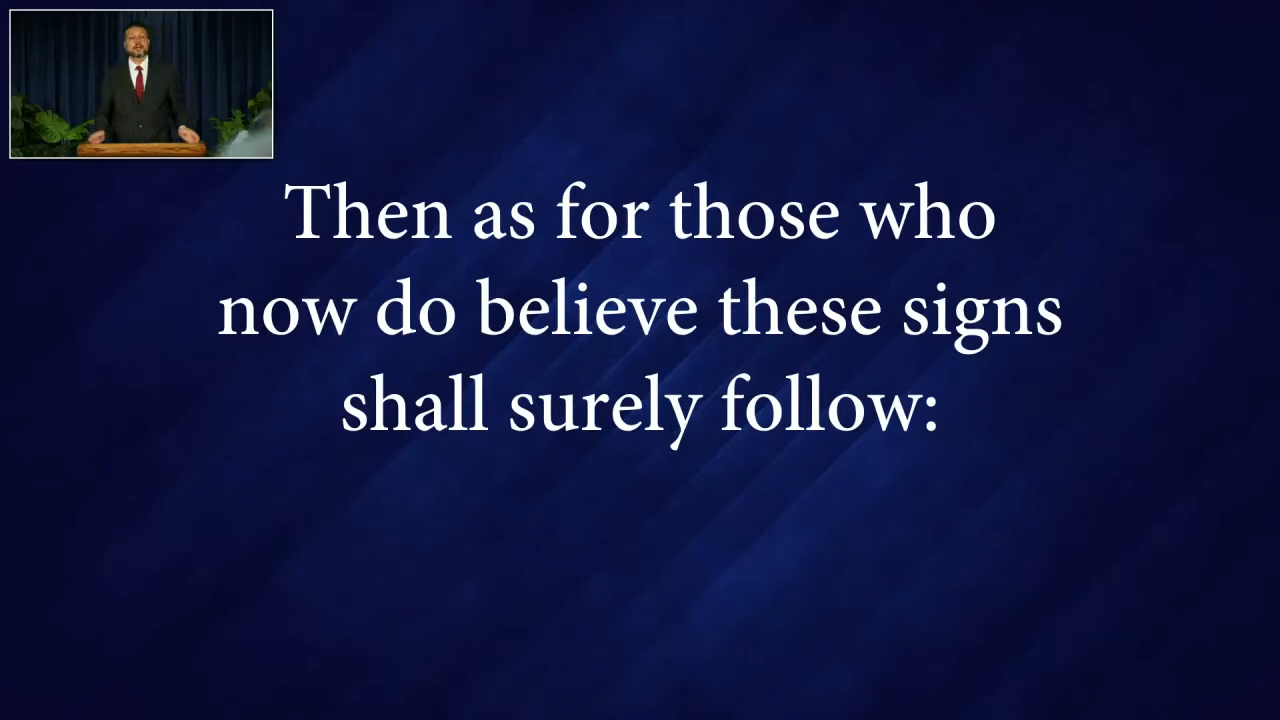 Then as for those who
now do believe these signs
shall surely follow: